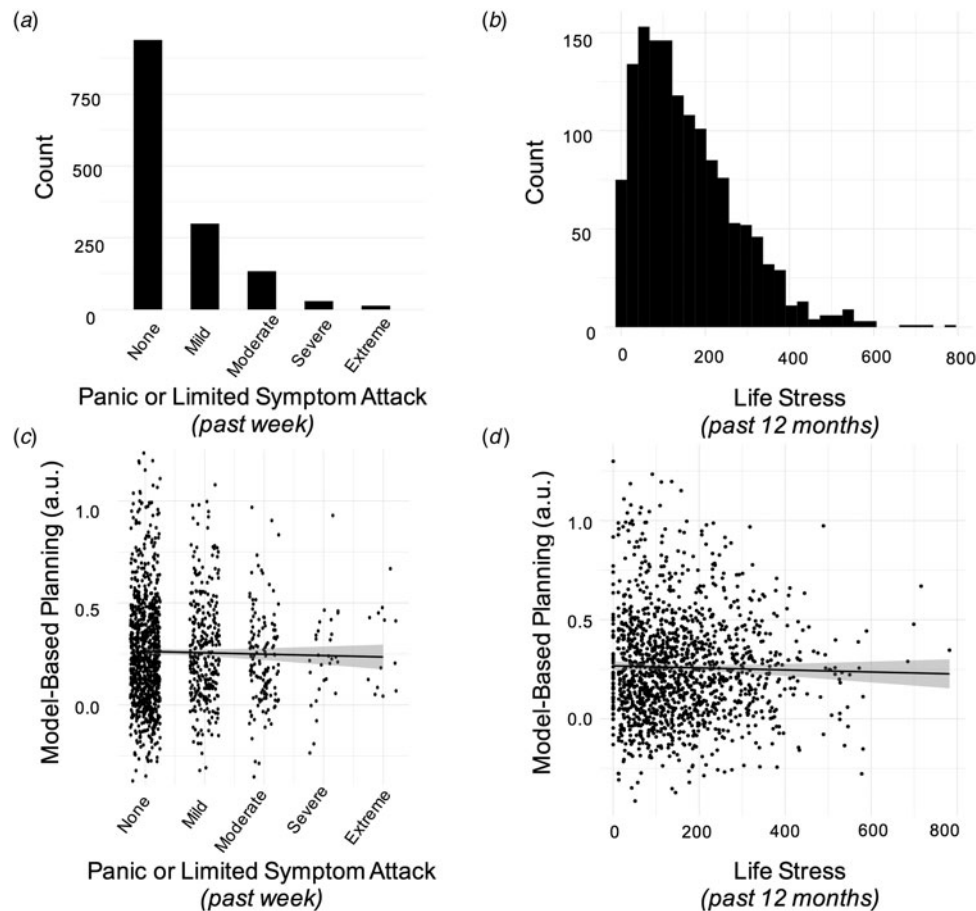 (a)
Count
750
500
250
0
None
Mild
Moderate
Severe
Extreme
Panic or Limited Symptom Attack
(past week)
(b)
Count
150
100
50
0
0 200 400 600 800
Life Stress
(past 12 months)
(c)
Model-Based Planning (a.u.)
1.0
0.5
0.0
None
Mild
Moderate
Severe
Extreme
Panic or Limited Symptom Attack
(past week)
(d)
Model-Based Planning (a.u.)
1.0
0.5
0.0
0 200 400 600 800
Life Stress
(past 12 months)